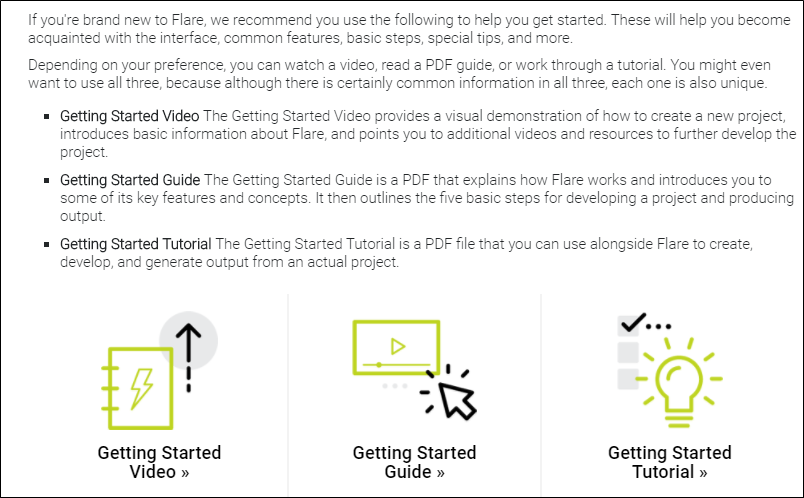 If you're brand new to Flare, we recommend you use the following to help you get started. These will help you become
acquainted with the interface, common features, basic steps, special tips, and more.
Depending on your preference, you can watch a video, read a PDF guide, or work through a tutorial. You might even
want to use all three, because although there is certainly common information in all three, each one is also unique.
▪ Getting Started Video The Getting Started Video provides a visual demonstration of how to create a new project,
introduces basic information about Flare, and points you to additional videos and resources to further develop the
project.
▪ Getting Started Guide The Getting Started Guide is a PDF that explains how Flare works and introduces you to
some of its key features and concepts. It then outlines the five basic steps for developing a project and producing
output.
▪ Getting Started Tutorial The Getting Started Tutorial is a PDF file that you can use alongside Flare to create,
develop, and generate output from an actual project.
Getting Started
Video »
Getting Started
Guide »
Getting Started
Tutorial »